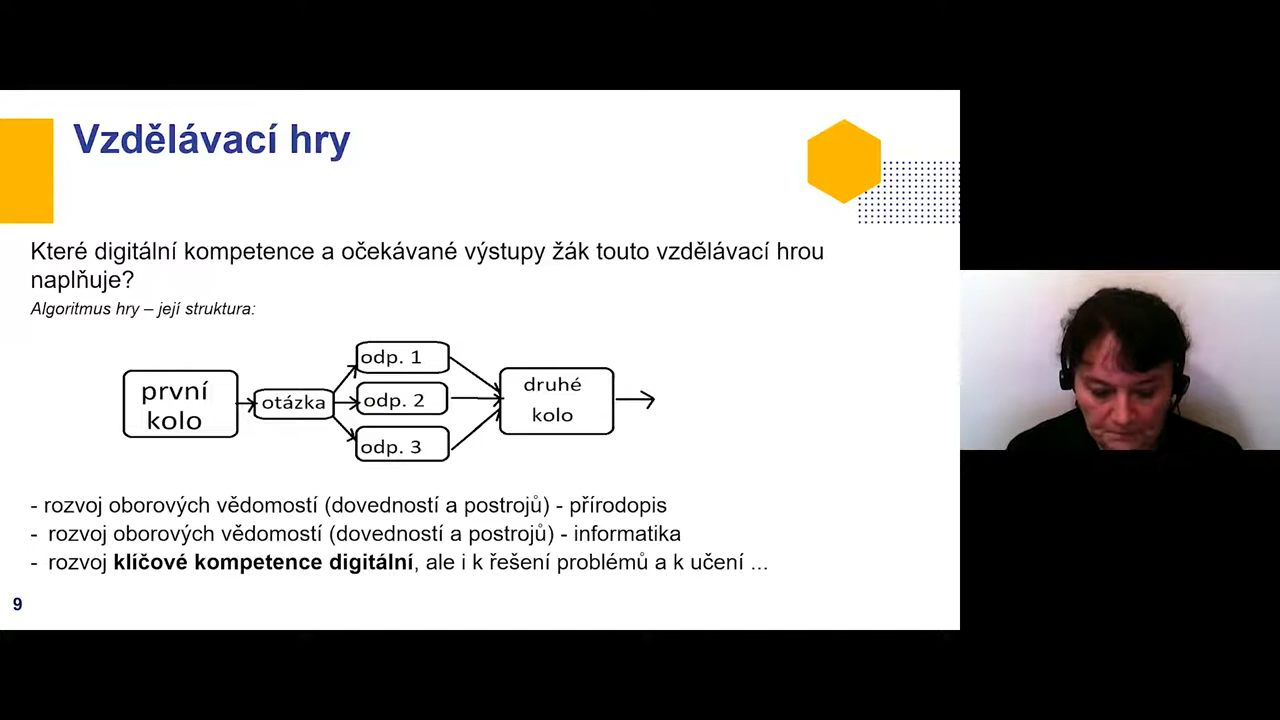 Vzdělávací hry
Které digitální kompetence a očekávané výstupy žák touto vzdělávací hrou
naplňuje?
Algoritmus hry – její struktura:
první
kolo
otázka
odp. 1
odp. 2
odp. 3
druhé
kolo
- rozvoj oborových vědomostí (dovedností a postrojů) - přírodopis
- rozvoj oborových vědomostí (dovedností a postrojů) - informatika
- rozvoj klíčové kompetence digitální, ale i k řešení problémů a k učení ...
9